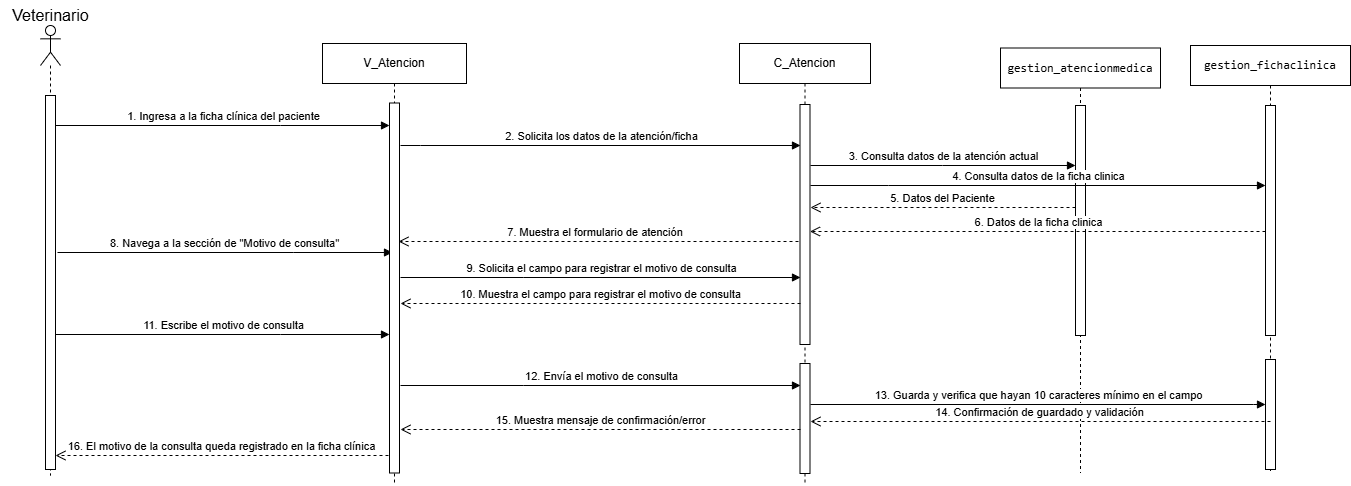 Veterinario
V_Atencion
C_Atencion
gestion_atencionmedica
gestion_fichaclinica
1. Ingresa a la ficha clínica del paciente
2. Solicita los datos de la atención/ficha
3. Consulta datos de la atención actual
4. Consulta datos de la ficha clinica
5. Datos del Paciente
6. Datos de la ficha clinica
7. Muestra el formulario de atención
8. Navega a la sección de "Motivo de consulta"
9. Solicita el campo para registrar el motivo de consulta
10. Muestra el campo para registrar el motivo de consulta
11. Escribe el motivo de consulta
12. Envía el motivo de consulta
13. Guarda y verifica que hayan 10 caracteres mínimo en el campo
14. Confirmación de guardado y validación
15. Muestra mensaje de confirmación/error
16. El motivo de la consulta queda registrado en la ficha clínica